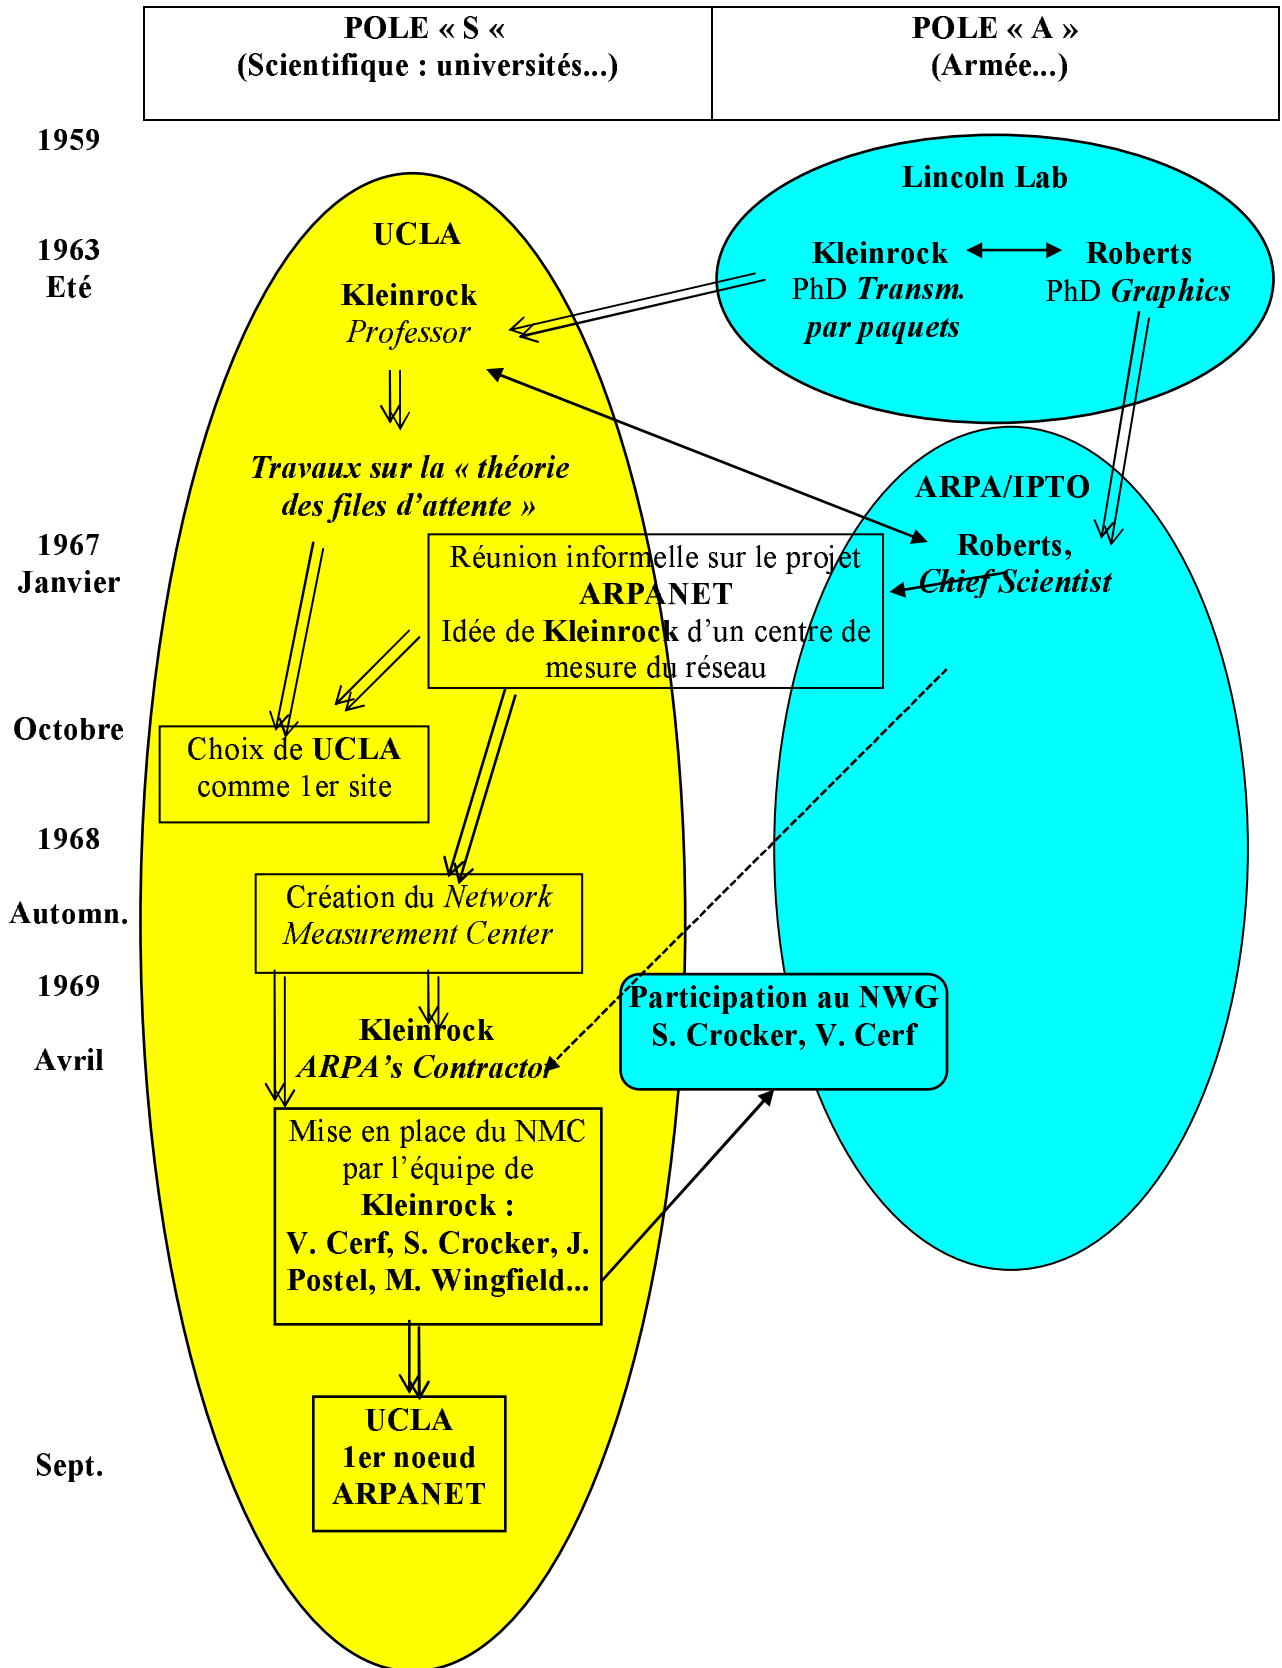 POLE « S «
(Scientifique : universités...)
POLE « A »
(Armée...)
1959
Lincoln Lab
1963
Eté
UCLA
Kleinrock
Professor
Kleinrock
PhD Transm.
par paquets
Roberts
PhD Graphics
Travaux sur la « théorie
des files d'attente »
ARPA/IPTO
Roberts,
Chief Scientist
1967
Janvier
Réunion informelle sur le projet
ARPANET
Idée de Kleinrock d'un centre de
mesure du réseau
Octobre
Choix de UCLA
comme 1er site
1968
Automn.
Création du Network
Measurement Center
1969
Avril
Kleinrock
ARPA's Contractor
Participation au NWG
S. Crocker, V. Cerf
Mise en place du NMC
par l'équipe de
Kleinrock :
V. Cerf, S. Crocker, J.
Postel, M. Wingfield...
Sept.
UCLA
1er noeud
ARPANET